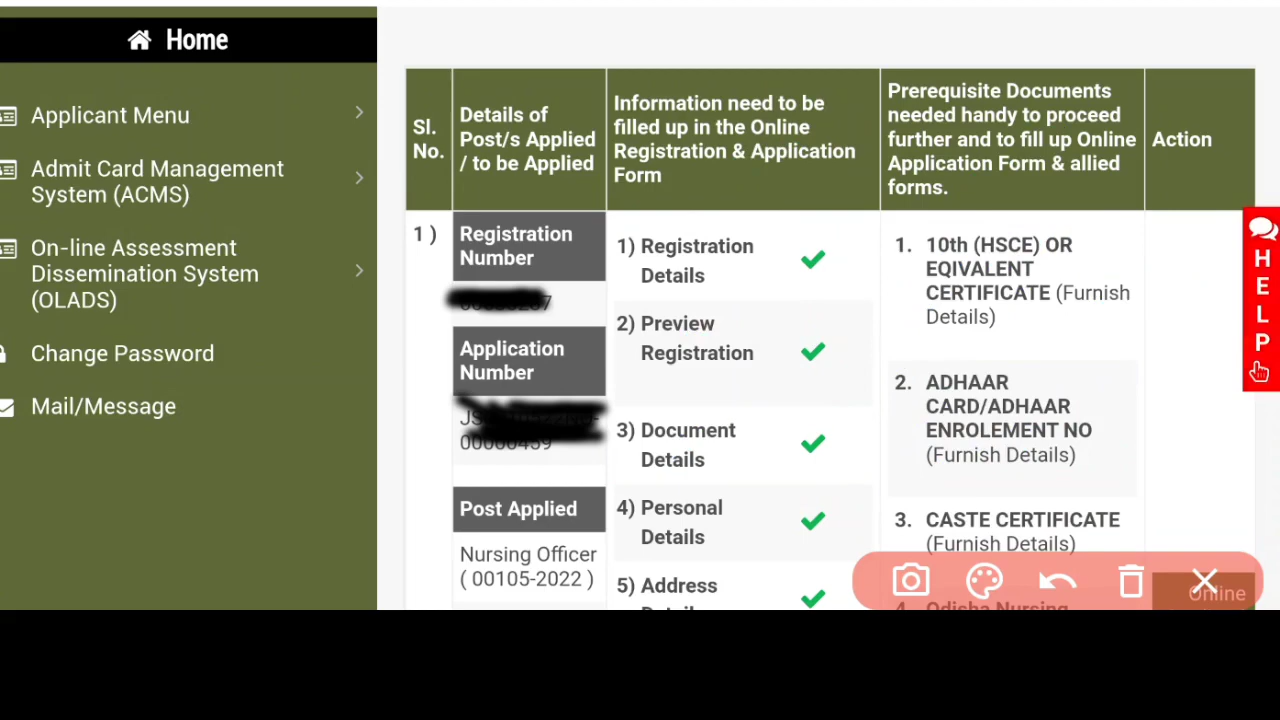 Home
Applicant Menu
Admit Card Management
System (ACMS)
On-line Assessment
Dissemination System
(OLADS)
Change Password
Mail/Message
Sl.
No.
Details of
Post/s Applied
/ to be Applied
Information need to be
filled up in the Online
Registration & Application
Form
Prerequisite Documents
needed handy to proceed
further and to fill up Online
Application Form & allied
forms.
Action
1 )
Registration
Number
Application
Number
Post Applied
Nursing Officer
( 00105-2022 )
1) Registration
Details
2) Preview
Registration
3) Document
Details
4) Personal
Details
5) Address
1. 10th (HSCE) OR
EQIVALENT
CERTIFICATE (Furnish
Details)
2. ADHAAR
CARD/ADHAAR
ENROLEMENT NO
(Furnish Details)
3. CASTE CERTIFICATE
(Furnish Details)
4. Odisha Nursing
Online
H
E
L
P